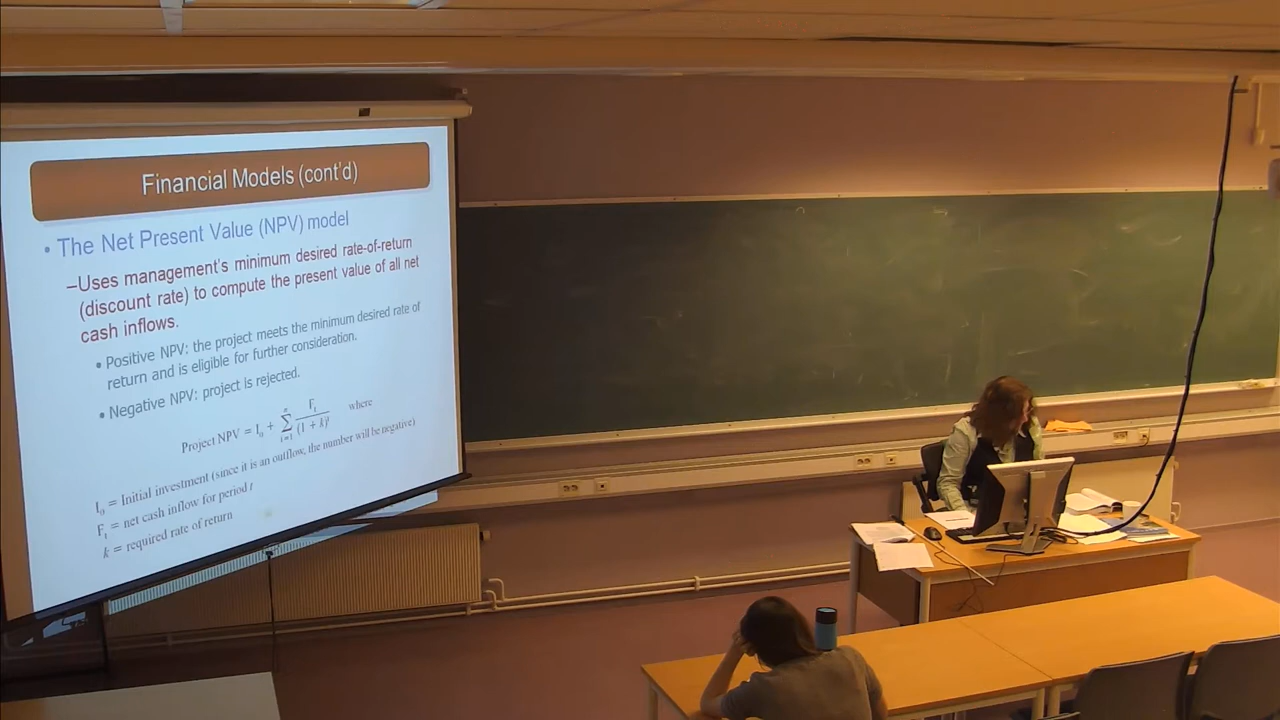 Financial Models (cont'd)
• The Net Present Value (NPV) model
–Uses management's minimum desired rate-of-return
(discount rate) to compute the present value of all net
cash inflows.
• Positive NPV: the project meets the minimum desired rate of
return and is eligible for further consideration.
• Negative NPV: project is rejected.
Project NPV = I₀ + ∑ Fₜ / (1 + k)ᵗ where
I₀ = Initial investment (since it is an outflow, the number will be negative)
Fₜ = net cash inflow for period t
k = required rate of return